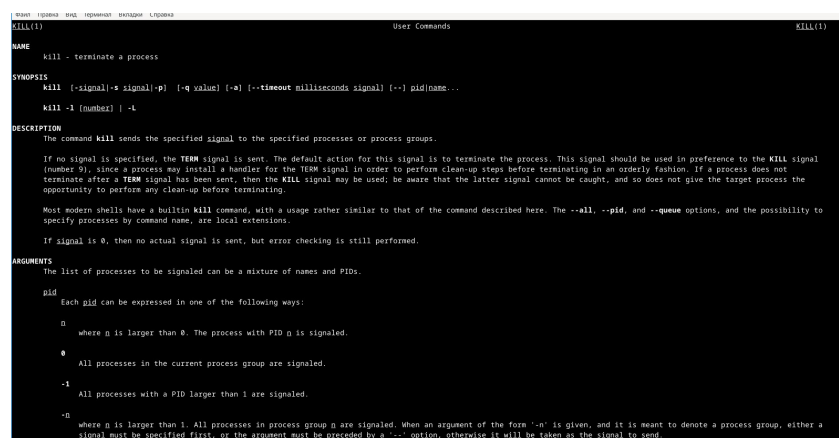 Файл Правка Вид Терминал Вкладки Справка
KILL(1) User Commands KILL(1)
NAME
kill - terminate a process
SYNOPSIS
kill [-signal|-s signal|-p] [-q value] [-a] [--timeout milliseconds signal] [--] pid|name...
kill -l [number] | -L
DESCRIPTION
The command kill sends the specified signal to the specified processes or process groups.
If no signal is specified, the TERM signal is sent. The default action for this signal is to terminate the process. This signal should be used in preference to the KILL signal
(number 9), since a process may install a handler for the TERM signal in order to perform clean-up steps before terminating in an orderly fashion. If a process does not
terminate after a TERM signal has been sent, then the KILL signal may be used; be aware that the latter signal cannot be caught, and so does not give the target process the
opportunity to perform any clean-up before terminating.
Most modern shells have a builtin kill command, with a usage rather similar to that of the command described here. The --all, --pid, and --queue options, and the possibility to
specify processes by command name, are local extensions.
If signal is 0, then no actual signal is sent, but error checking is still performed.
ARGUMENTS
The list of processes to be signaled can be a mixture of names and PIDs.
pid
Each pid can be expressed in one of the following ways:
n
where n is larger than 0. The process with PID n is signaled.
0
All processes in the current process group are signaled.
-1
All processes with a PID larger than 1 are signaled.
-n
where n is larger than 1. All processes in process group n are signaled. When an argument of the form '-n' is given, and it is meant to denote a process group, either a
signal must be specified first, or the argument must be preceded by a '--' option, otherwise it will be taken as the signal to send.